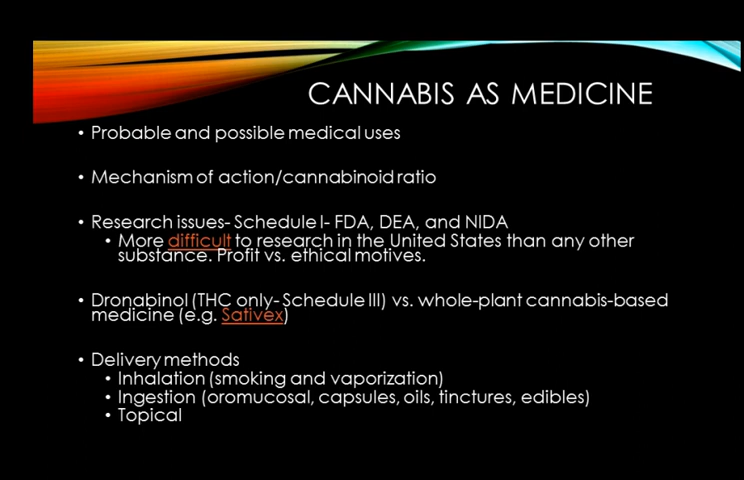 CANNABIS AS MEDICINE
• Probable and possible medical uses
• Mechanism of action/cannabinoid ratio
• Research issues- Schedule I- FDA, DEA, and NIDA
• More difficult to research in the United States than any other
substance. Profit vs. ethical motives.
• Dronabinol (THC only- Schedule III) vs. whole-plant cannabis-based
medicine (e.g. Sativex)
• Delivery methods
• Inhalation (smoking and vaporization)
• Ingestion (oromucosal, capsules, oils, tinctures, edibles)
• Topical